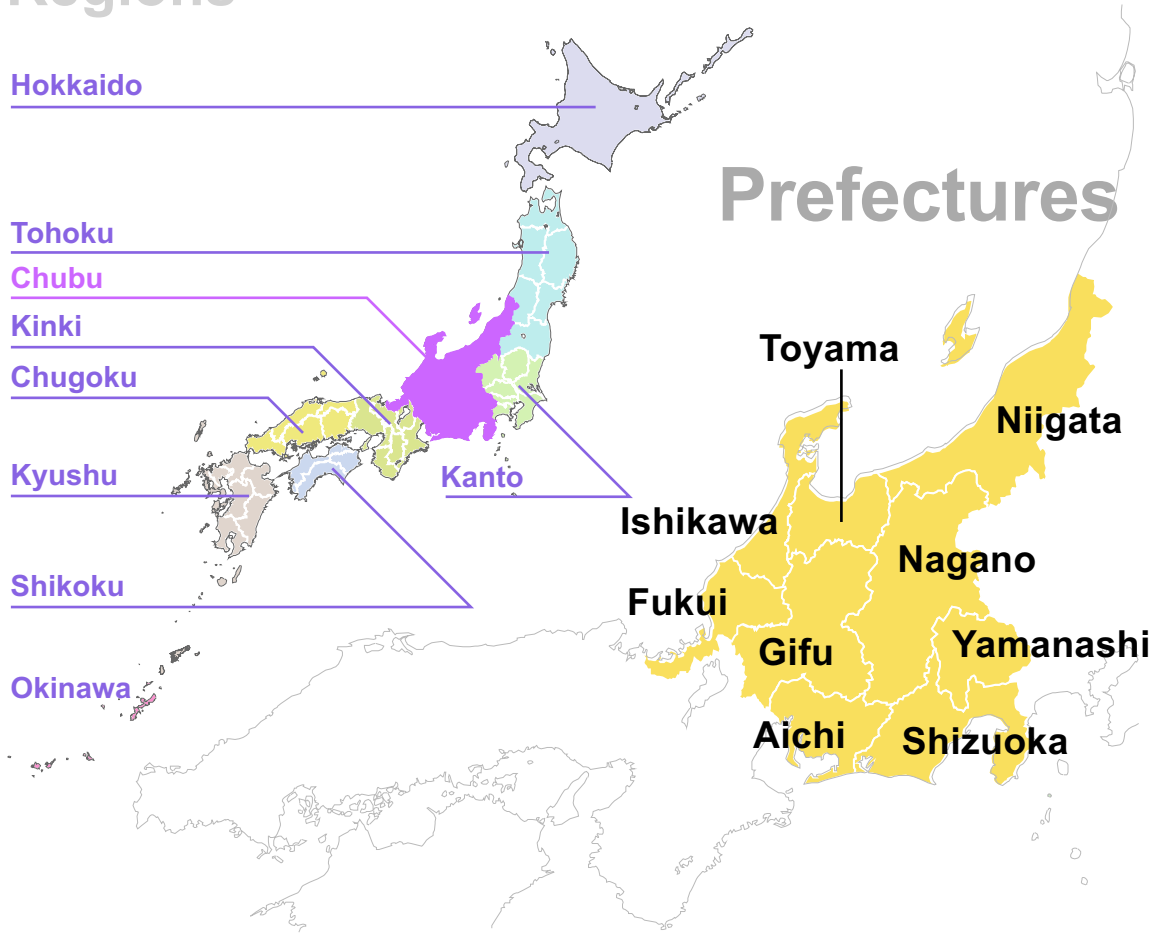 Regions
Hokkaido
Prefectures
Tohoku
Chubu
Kinki
Chugoku
Kyushu
Kanto
Shikoku
Okinawa
Toyama
Niigata
Ishikawa
Nagano
Fukui
Gifu
Yamanashi
Aichi
Shizuoka